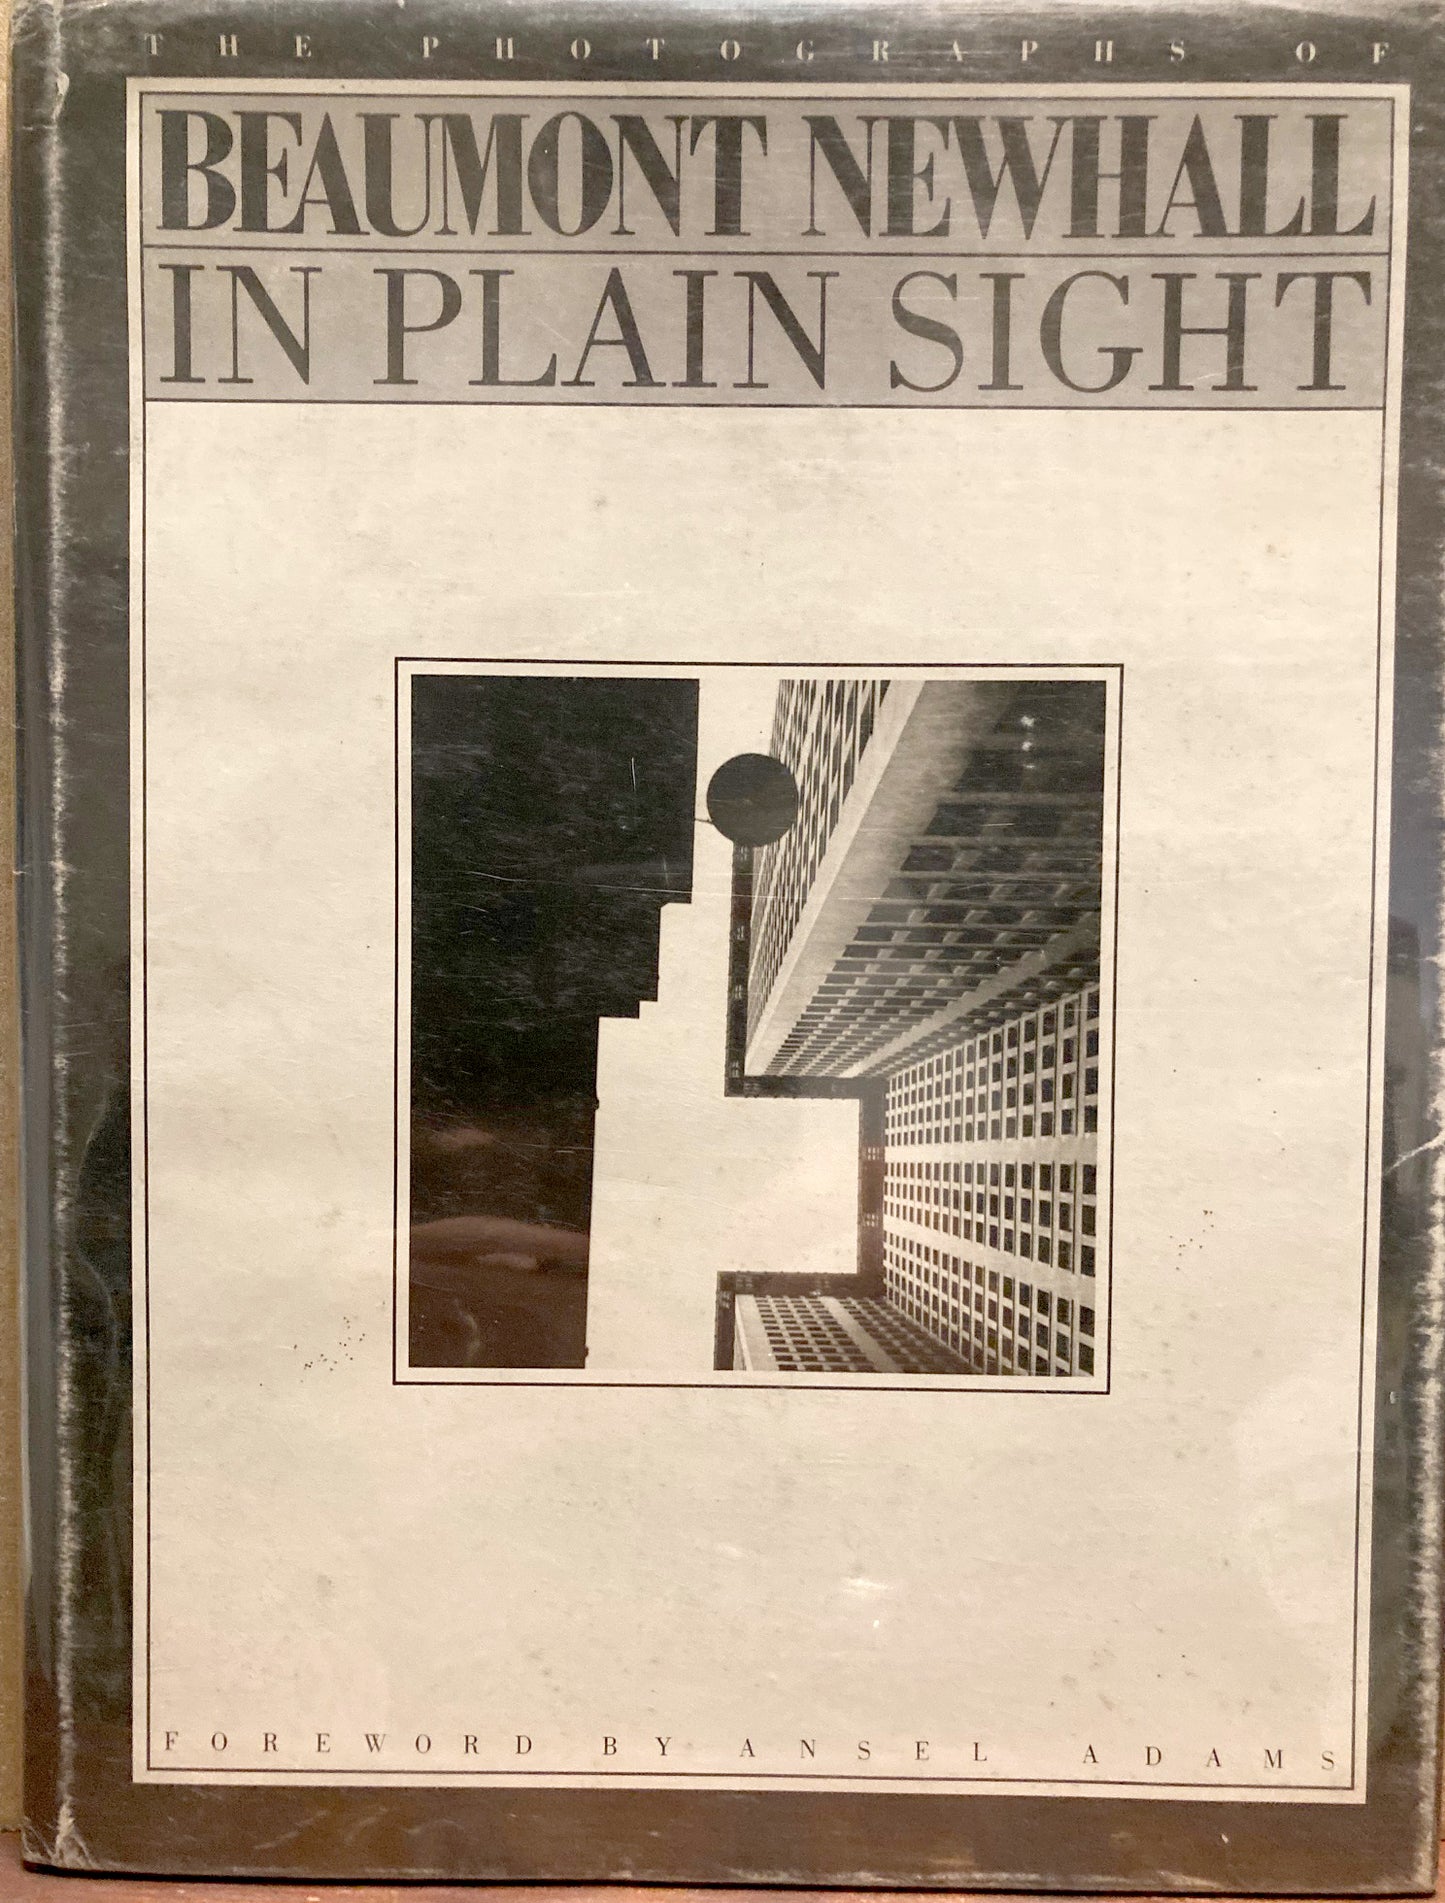 THE PHOTOGRAPHS OF
BEAUMONT NEWHALL
IN PLAIN SIGHT
FOREWORD BY ANSEL ADAMS